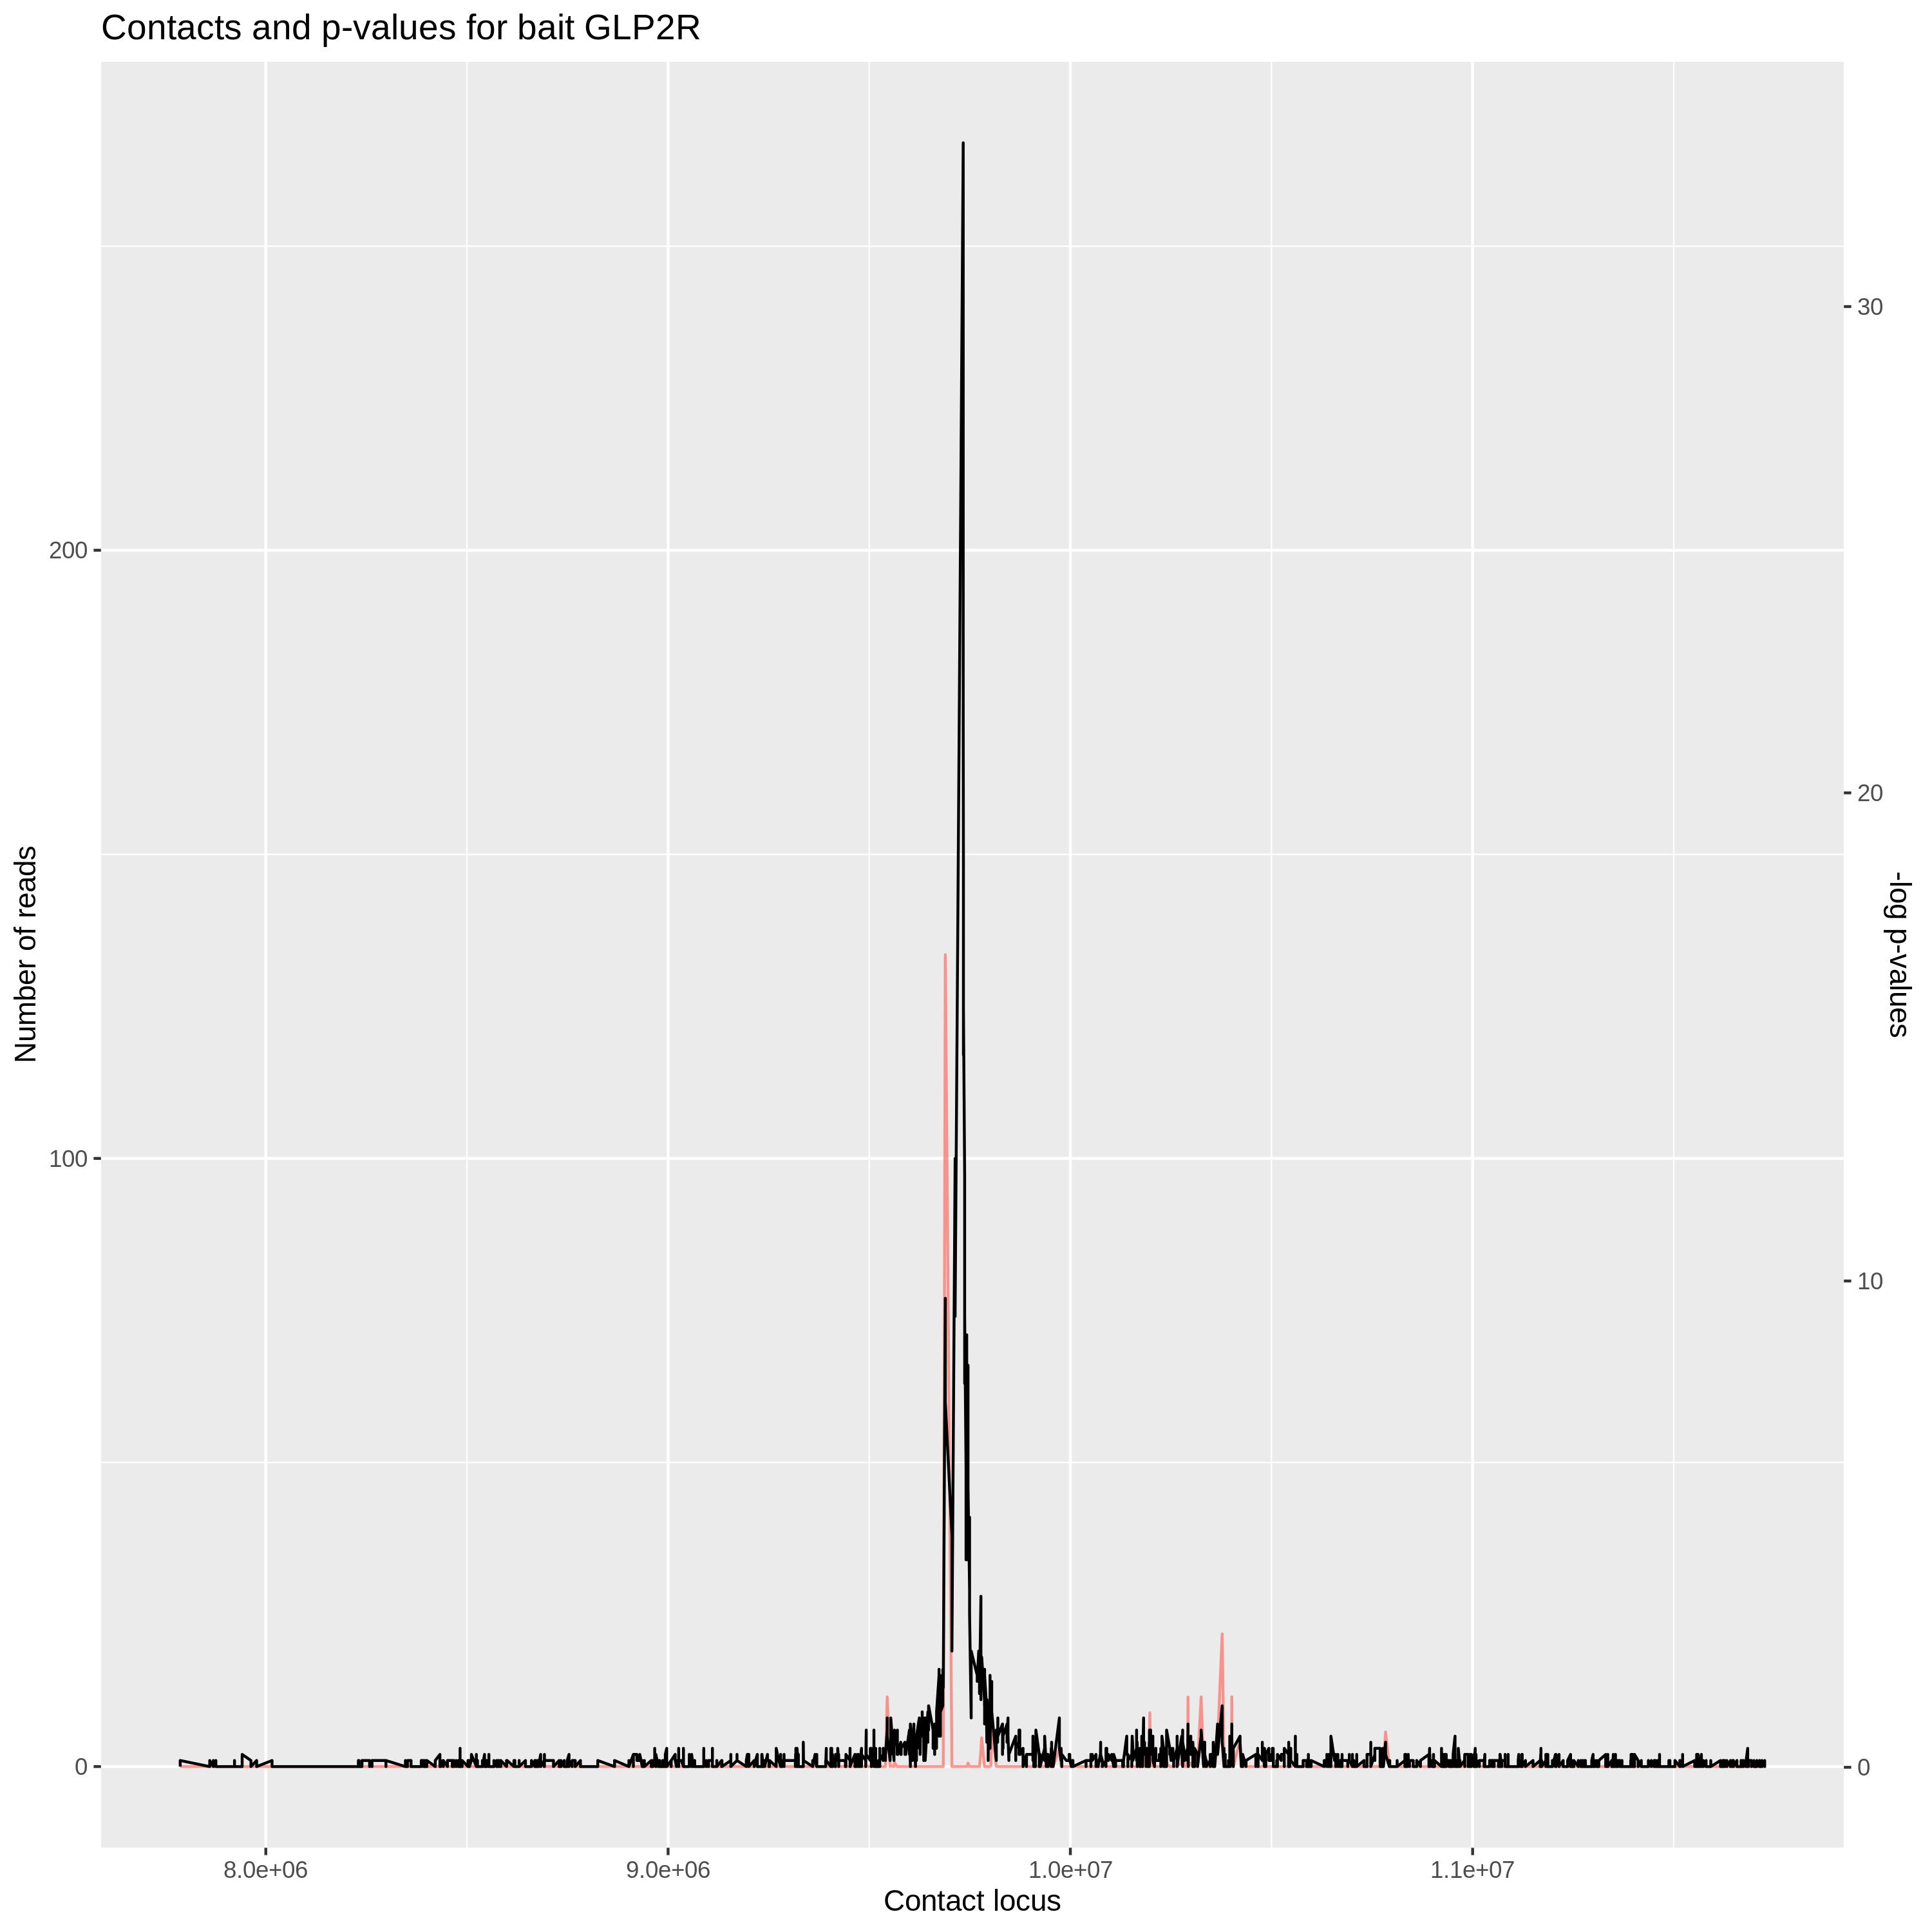 Contacts and p-values for bait GLP2R
Number of reads
200
100
0
30
20
10
0
-log p-values
8.0e+06
9.0e+06
1.0e+07
1.1e+07
Contact locus